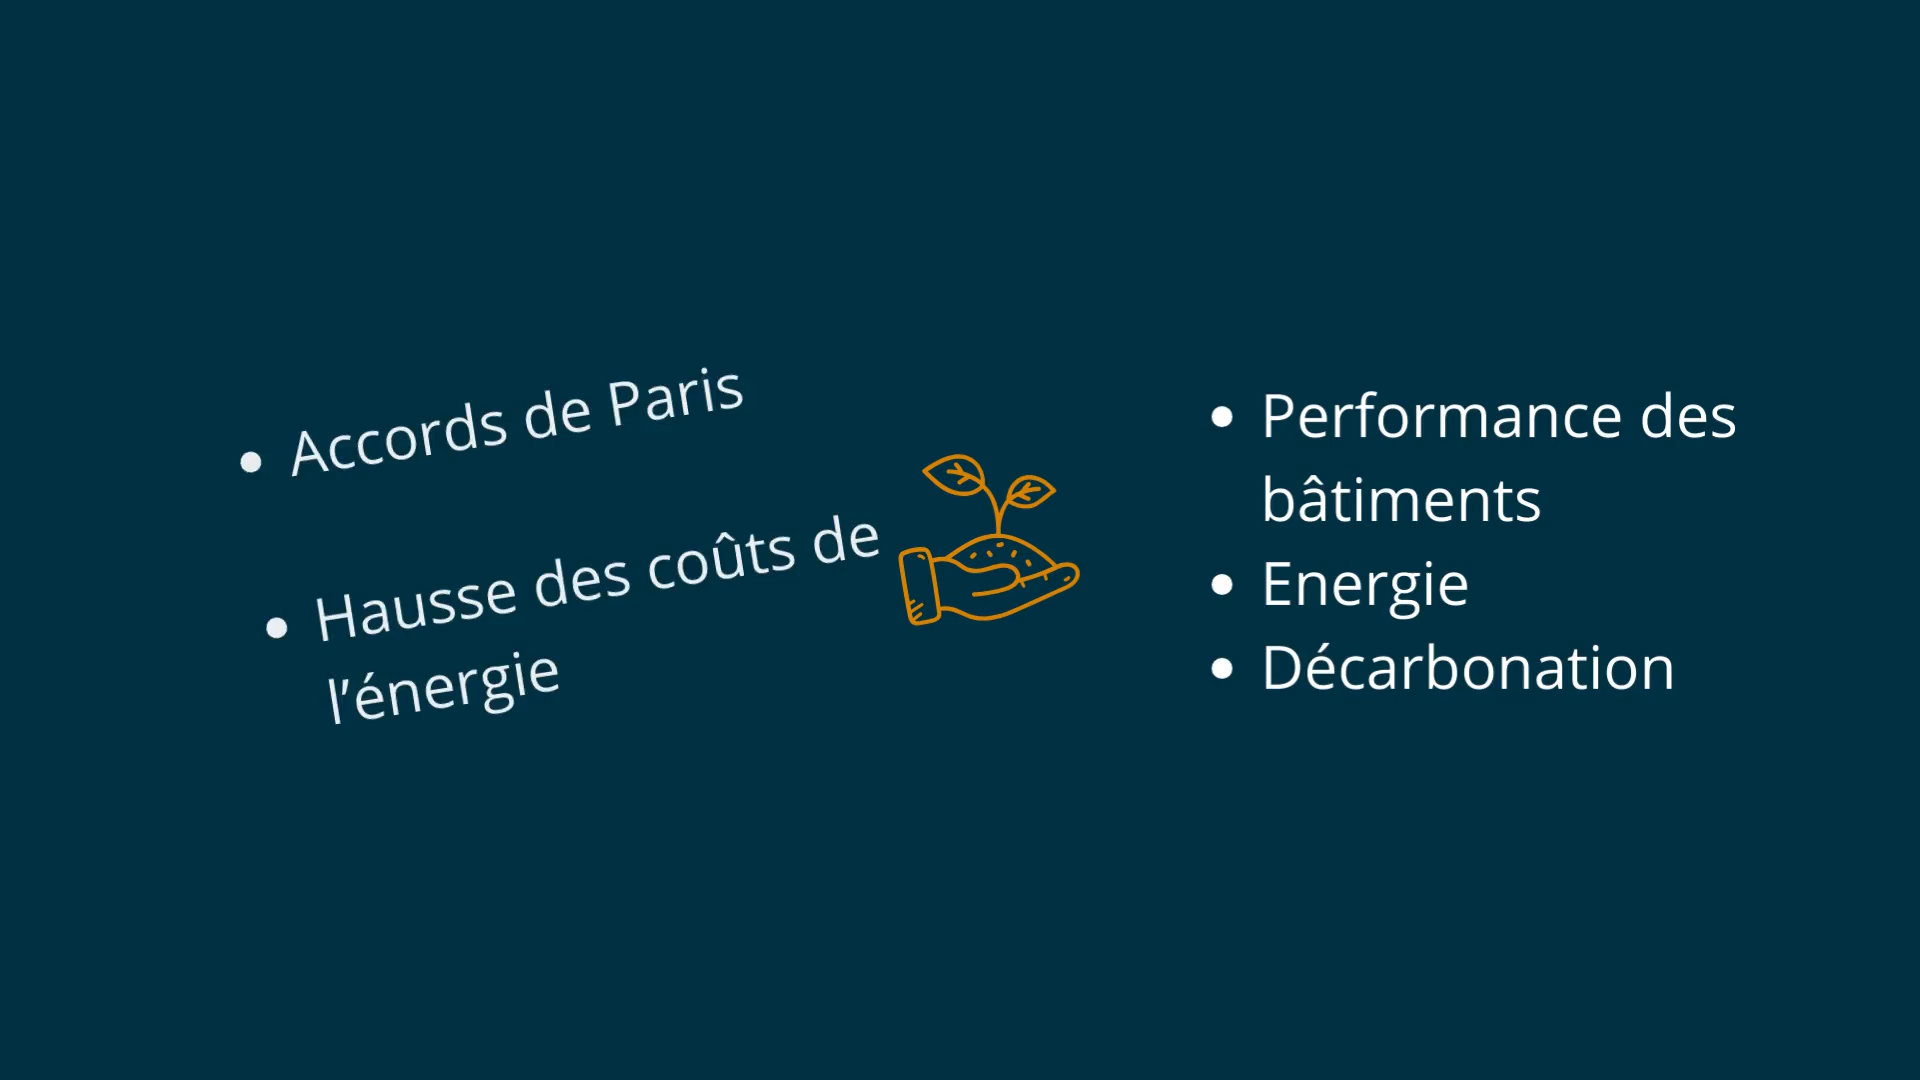 • Accords de Paris
• Hausse des coûts de
l’énergie
• Performance des
bâtiments
• Energie
• Décarbonation